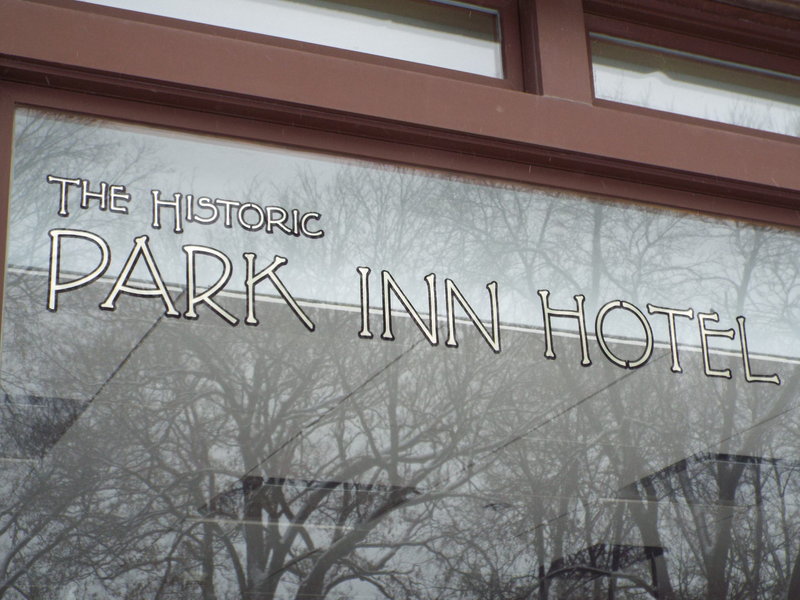 THE HISTORIC
PARK INN HOTEL